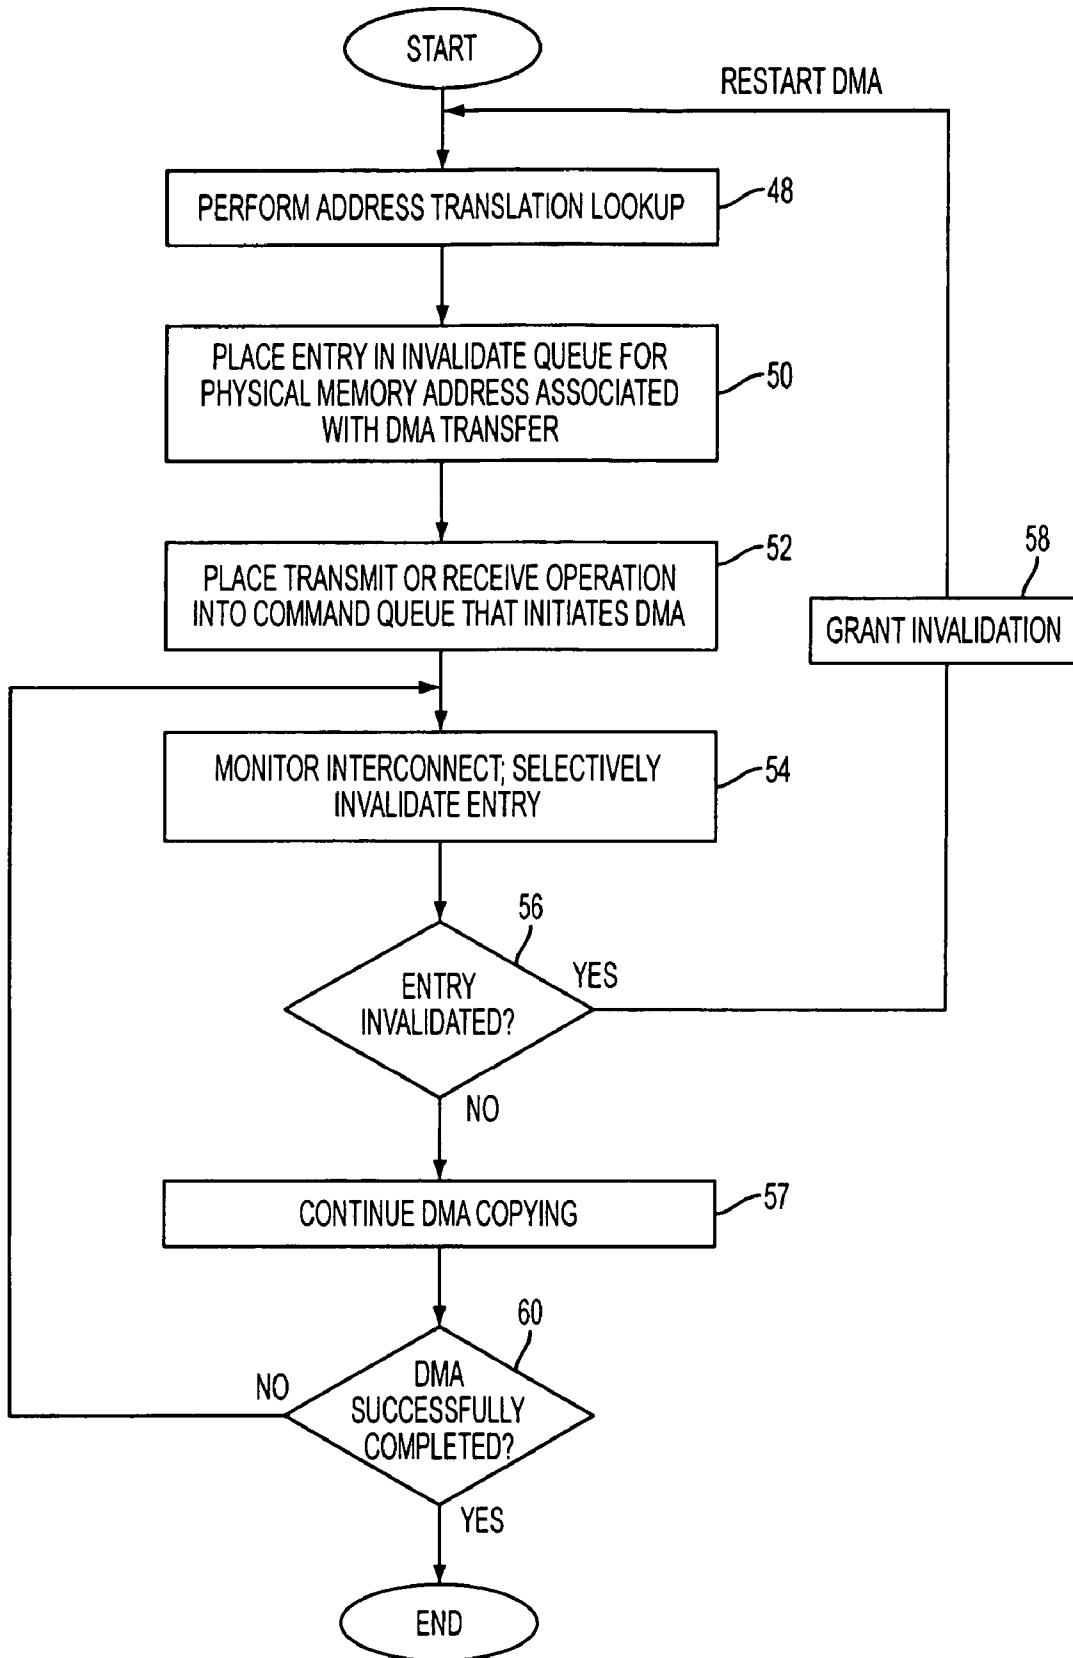 START
RESTART DMA
PERFORM ADDRESS TRANSLATION LOOKUP
48
PLACE ENTRY IN INVALIDATE QUEUE FOR
PHYSICAL MEMORY ADDRESS ASSOCIATED
WITH DMA TRANSFER
50
PLACE TRANSMIT OR RECEIVE OPERATION
INTO COMMAND QUEUE THAT INITIATES DMA
52
58
GRANT INVALIDATION
MONITOR INTERCONNECT; SELECTIVELY
INVALIDATE ENTRY
54
56
ENTRY
INVALIDATED?
YES
NO
CONTINUE DMA COPYING
57
60
DMA
SUCCESSFULLY
COMPLETED?
NO
YES
END